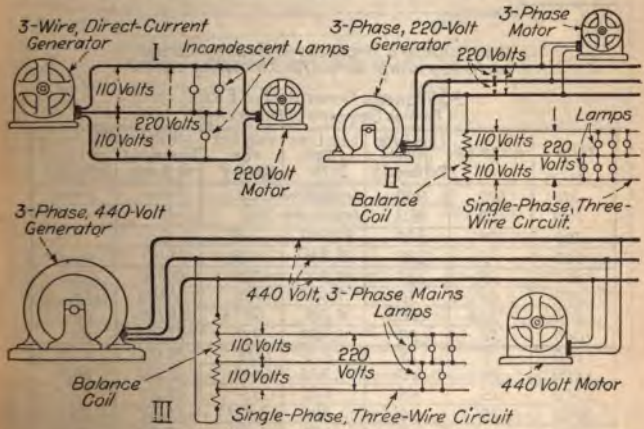 3-Wire, Direct-Current
Generator
I
Incandescent Lamps
110 Volts
220 Volts
110 Volts
220 Volt
Motor
3-Phase, 220-Volt
Generator
3-Phase
Motor
220 Volts
Lamps
110 Volts
220
Volts
110 Volts
II
Balance
Coil
Single-Phase, Three-
Wire Circuit.
3-Phase, 440-Volt
Generator
440 Volt, 3-Phase Mains
Lamps
110 Volts
220
Volts
110 Volts
Balance
Coil
440 Volt Motor
III
Single-Phase, Three-Wire Circuit